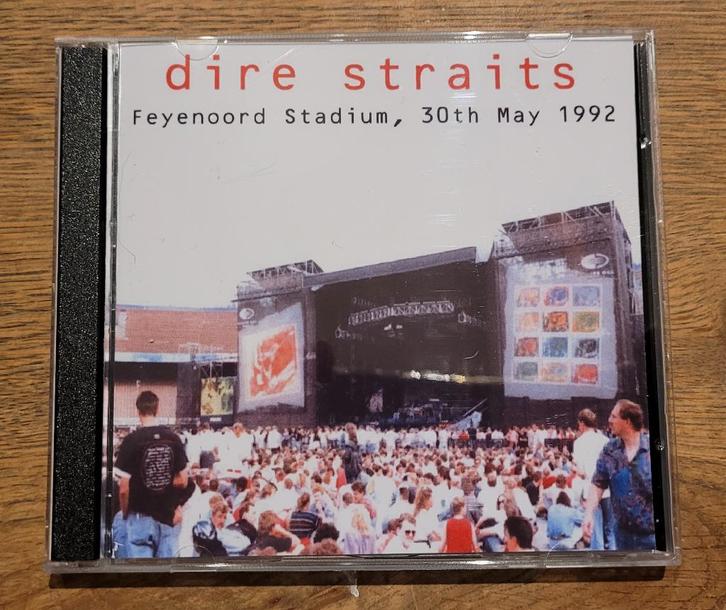 dire straits
Feyenoord Stadium, 30th May 1992